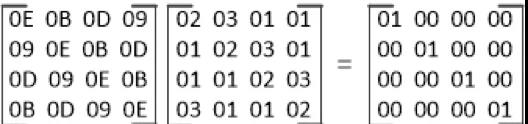 0E 0B 0D 09 02 03 01 01 01 00 00 00
09 0E 0B 0D 01 02 03 01 = 00 01 00 00
0D 09 0E 0B 01 01 02 03 00 00 01 00
0B 0D 09 0E 03 01 01 02 00 00 00 01